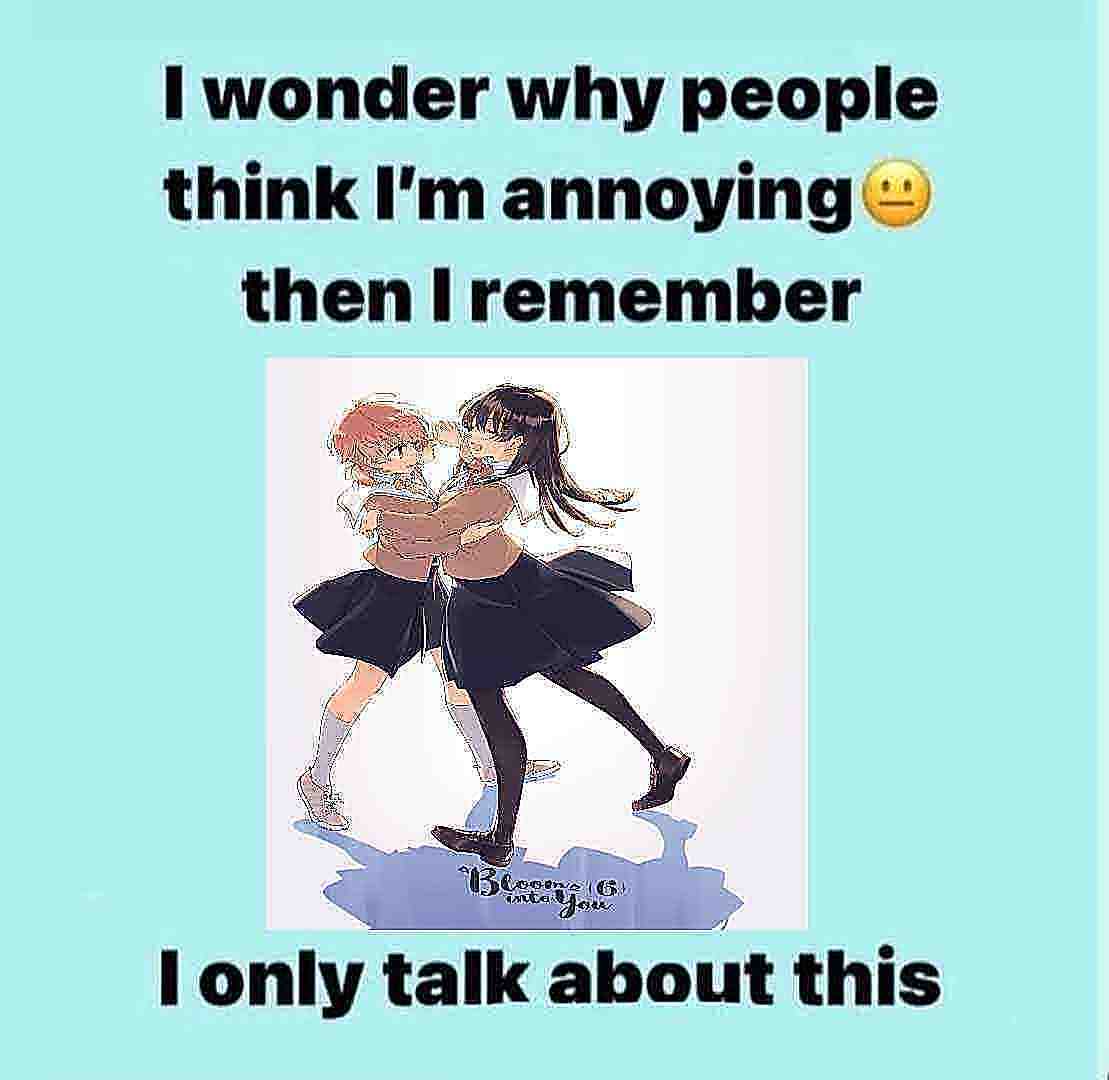 I wonder why people
think I'm annoying😐
then I remember
Bloom (6)
into You
I only talk about this